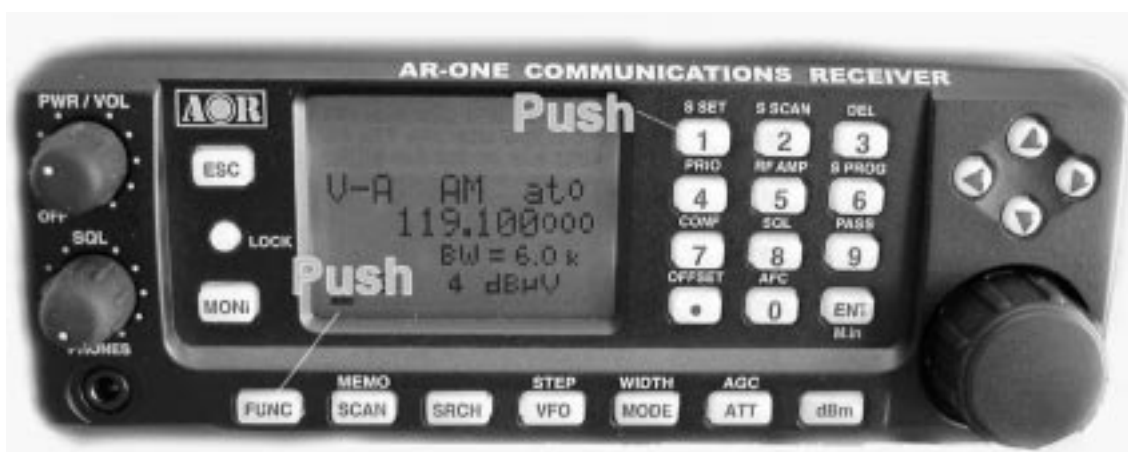 AR-ONE COMMUNICATIONS RECEIVER
PWR / VOL
AOR
Push
S SET S SCAN DEL
1 2 3
ESC
PRIO RF AMP S PROG
V-A AM ato
4 5 6
OFF
119.100000
CONF SQL PASS
SQL
LOCK
BW = 6.0 k
7 8 9
Push
4 dBµV
OFFSET AFC
MONi
• 0 ENT
PHONES
M.in
MEMO STEP WIDTH AGC
FUNC SCAN SRCH VFO MODE ATT dBm